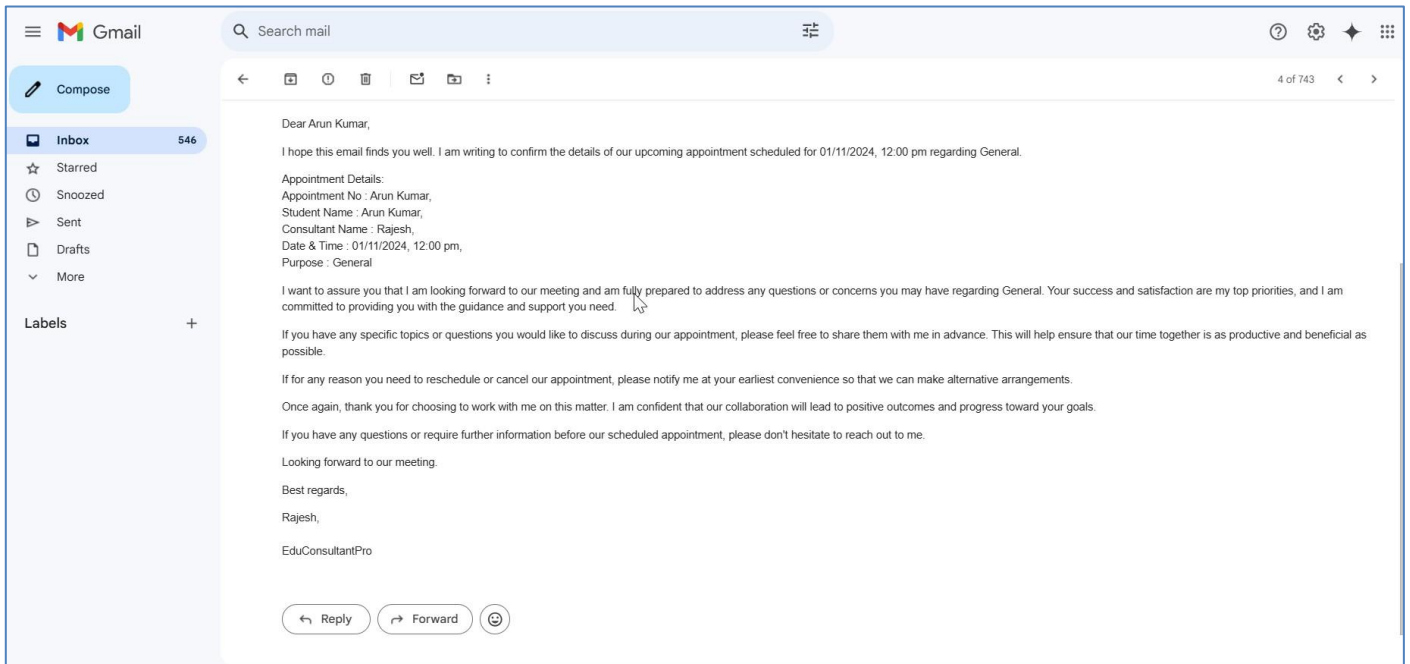 Gmail
Search mail
Compose
4 of 743
Inbox 546
Starred
Snoozed
Sent
Drafts
More
Labels
Dear Arun Kumar,
I hope this email finds you well. I am writing to confirm the details of our upcoming appointment scheduled for 01/11/2024, 12:00 pm regarding General.
Appointment Details:
Appointment No : Arun Kumar,
Student Name : Arun Kumar,
Consultant Name : Rajesh,
Date & Time : 01/11/2024, 12:00 pm,
Purpose : General
I want to assure you that I am looking forward to our meeting and am fully prepared to address any questions or concerns you may have regarding General. Your success and satisfaction are my top priorities, and I am
committed to providing you with the guidance and support you need.
If you have any specific topics or questions you would like to discuss during our appointment, please feel free to share them with me in advance. This will help ensure that our time together is as productive and beneficial as
possible.
If for any reason you need to reschedule or cancel our appointment, please notify me at your earliest convenience so that we can make alternative arrangements.
Once again, thank you for choosing to work with me on this matter. I am confident that our collaboration will lead to positive outcomes and progress toward your goals.
If you have any questions or require further information before our scheduled appointment, please don't hesitate to reach out to me.
Looking forward to our meeting.
Best regards,
Rajesh,
EduConsultantPro
Reply
Forward